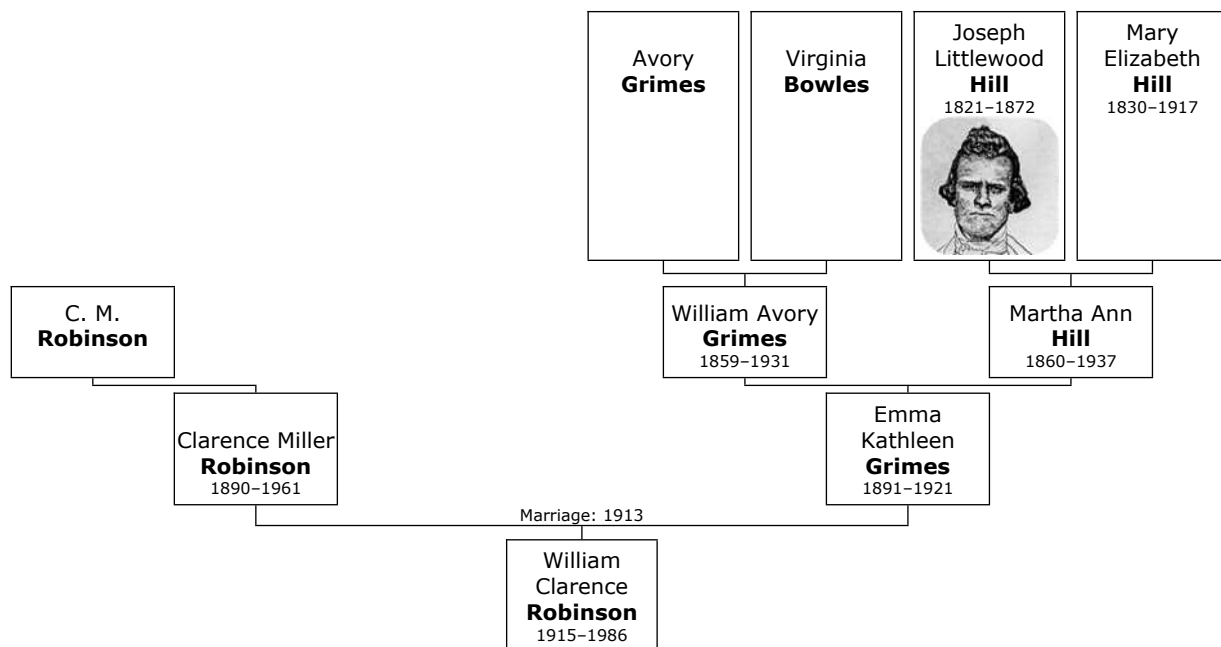 Avory
Grimes
Virginia
Bowles
Joseph
Littlewood
Hill
1821–1872
Mary
Elizabeth
Hill
1830–1917
C. M.
Robinson
William Avory
Grimes
1859–1931
Martha Ann
Hill
1860–1937
Clarence Miller
Robinson
1890–1961
Emma
Kathleen
Grimes
1891–1921
Marriage: 1913
William
Clarence
Robinson
1915–1986